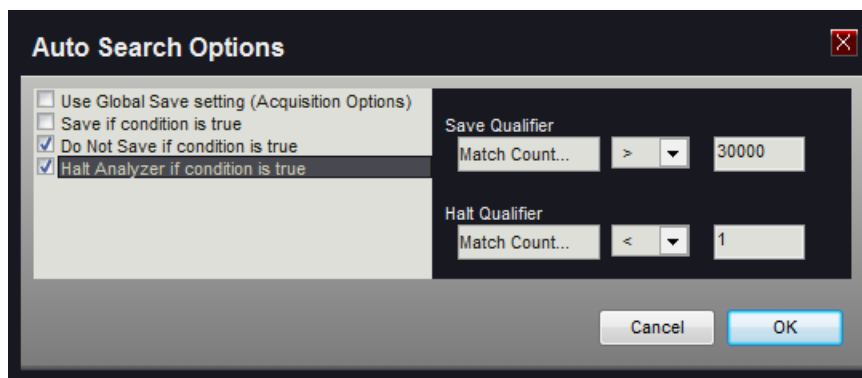 Auto Search Options
Use Global Save setting (Acquisition Options)
Save if condition is true
Do Not Save if condition is true
Halt Analyzer if condition is true
Save Qualifier
Match Count... > 30000
Halt Qualifier
Match Count... < 1
Cancel OK